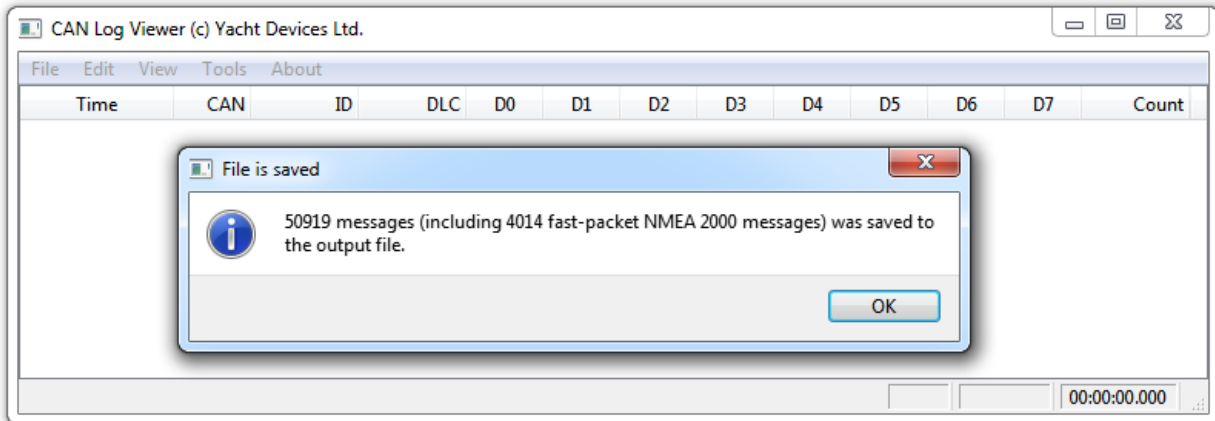 CAN Log Viewer (c) Yacht Devices Ltd.
File Edit View Tools About
Time CAN ID DLC D0 D1 D2 D3 D4 D5 D6 D7 Count
File is saved
50919 messages (including 4014 fast-packet NMEA 2000 messages) was saved to
the output file.
OK
00:00:00.000